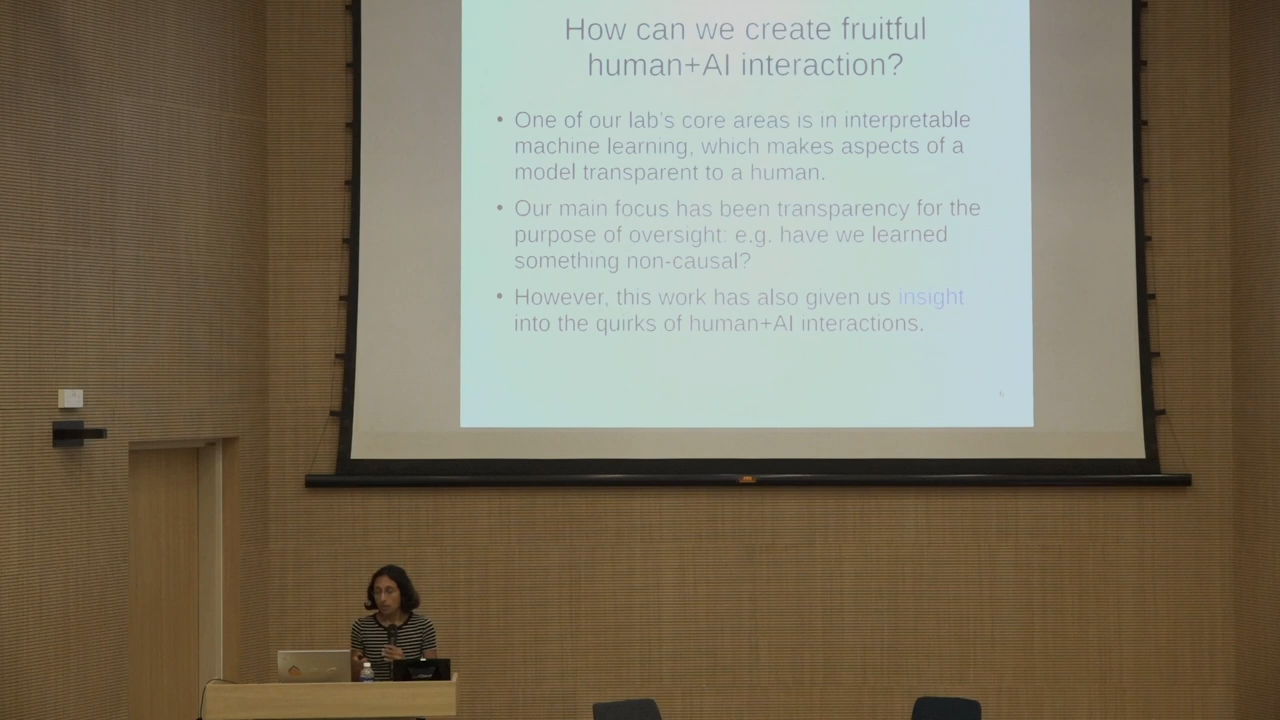 How can we create fruitful
human+AI interaction?
• One of our lab's core areas is in interpretable
machine learning, which makes aspects of a
model transparent to a human.
• Our main focus has been transparency for the
purpose of oversight: e.g. have we learned
something non-causal?
• However, this work has also given us insight
into the quirks of human+AI interactions.
6